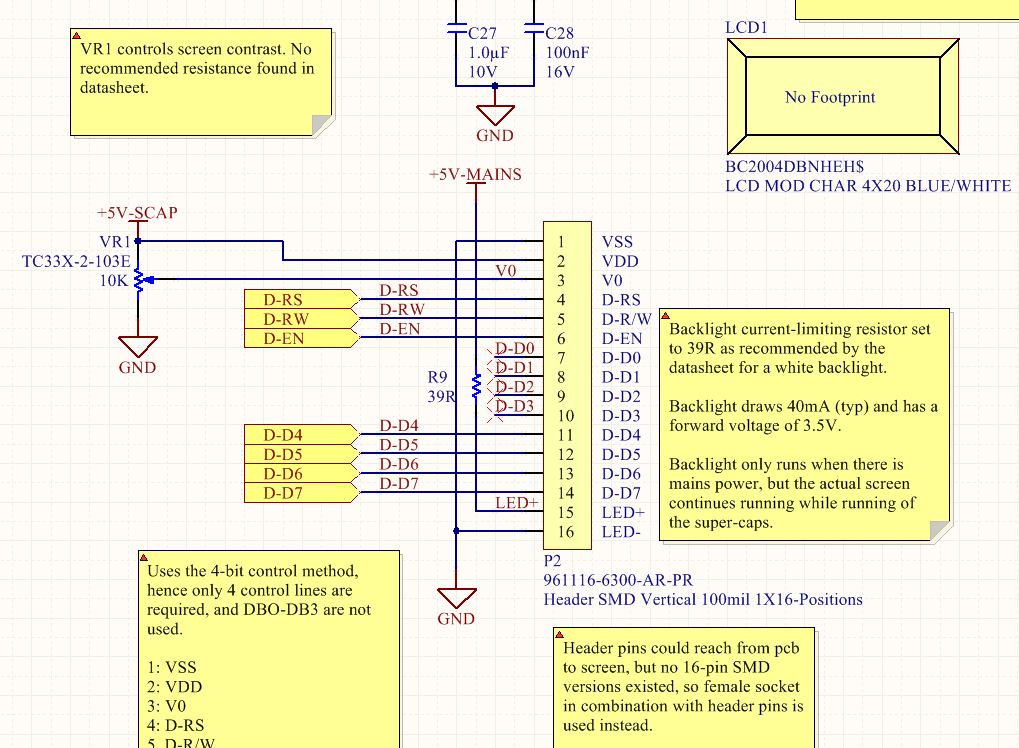 VR1 controls screen contrast. No
recommended resistance found in
datasheet.
C27
1.0µF
10V
C28
100nF
16V
GND
LCD1
No Footprint
BC2004DBNHEH$
LCD MOD CHAR 4X20 BLUE/WHITE
+5V-MAINS
+5V-SCAP
VR1
TC33X-2-103E
10K
GND
V0
D-RS
D-RW
D-EN
D-RS
D-RW
D-EN
D-D0
D-D1
D-D2
D-D3
R9
39R
D-D4
D-D5
D-D6
D-D7
D-D4
D-D5
D-D6
D-D7
LED+
GND
1 VSS
2 VDD
3 V0
4 D-RS
5 D-R/W
6 D-EN
7 D-D0
8 D-D1
9 D-D2
10 D-D3
11 D-D4
12 D-D5
13 D-D6
14 D-D7
15 LED+
16 LED-
P2
961116-6300-AR-PR
Header SMD Vertical 100mil 1X16-Positions
Backlight current-limiting resistor set
to 39R as recommended by the
datasheet for a white backlight.
Backlight draws 40mA (typ) and has a
forward voltage of 3.5V.
Backlight only runs when there is
mains power, but the actual screen
continues running while running of
the super-caps.
Uses the 4-bit control method,
hence only 4 control lines are
required, and DBO-DB3 are not
used.
1: VSS
2: VDD
3: V0
4: D-RS
5. D-R/W
Header pins could reach from pcb
to screen, but no 16-pin SMD
versions existed, so female socket
in combination with header pins is
used instead.